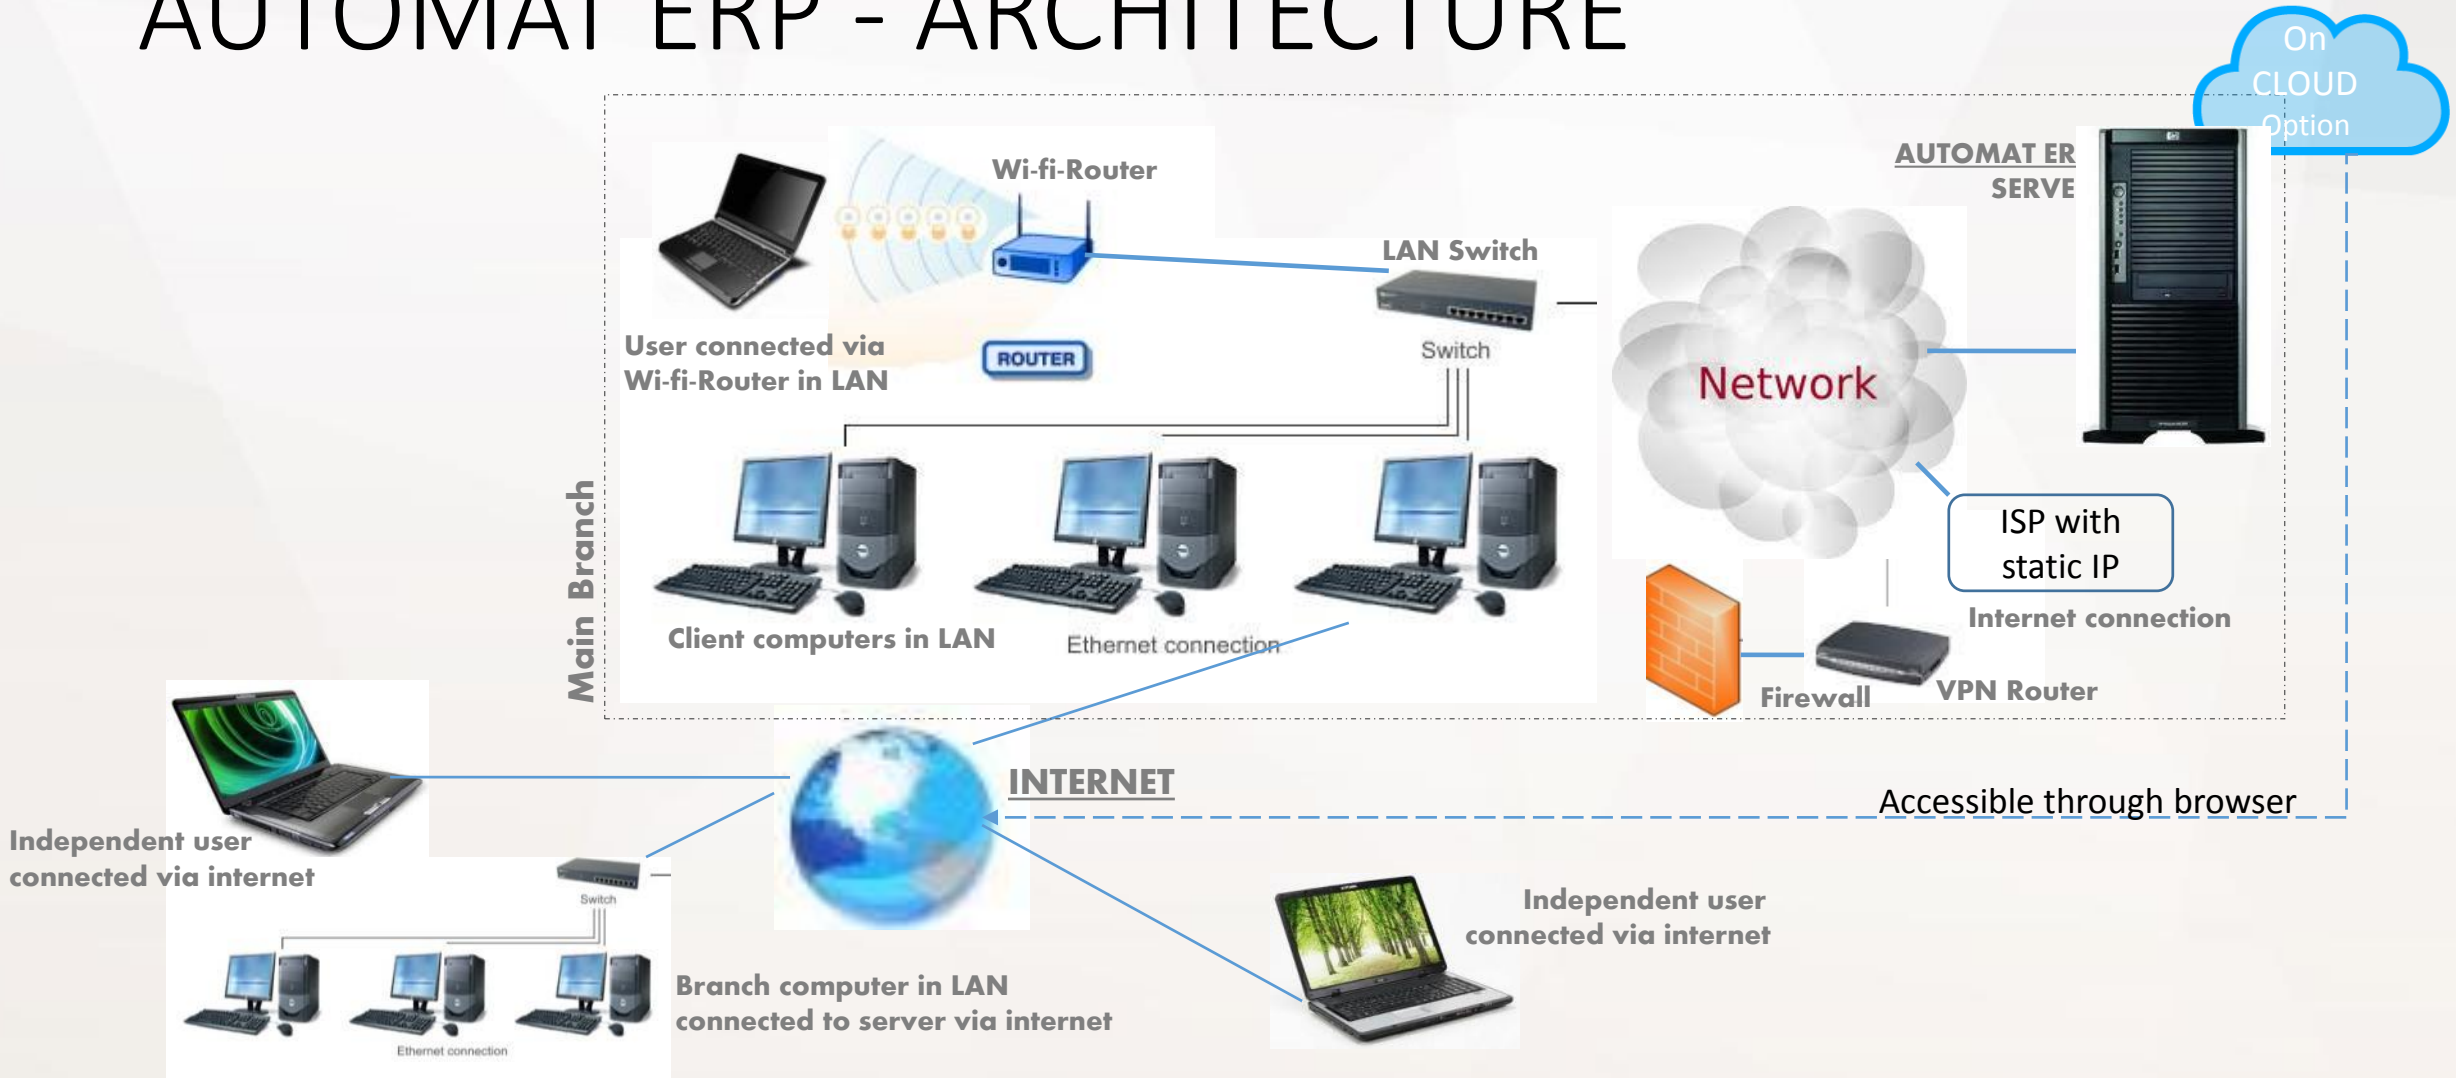 AUTOMAT ERP - ARCHITECTURE
On
CLOUD
Option
AUTOMAT ER
SERVE
Wi-fi-Router
LAN Switch
User connected via
Wi-fi-Router in LAN
ROUTER
Switch
Network
Main Branch
ISP with
static IP
Internet connection
Client computers in LAN
Ethernet connection
Firewall
VPN Router
INTERNET
Accessible through browser
Independent user
connected via internet
Switch
Ethernet connection
Branch computer in LAN
connected to server via internet
Independent user
connected via internet